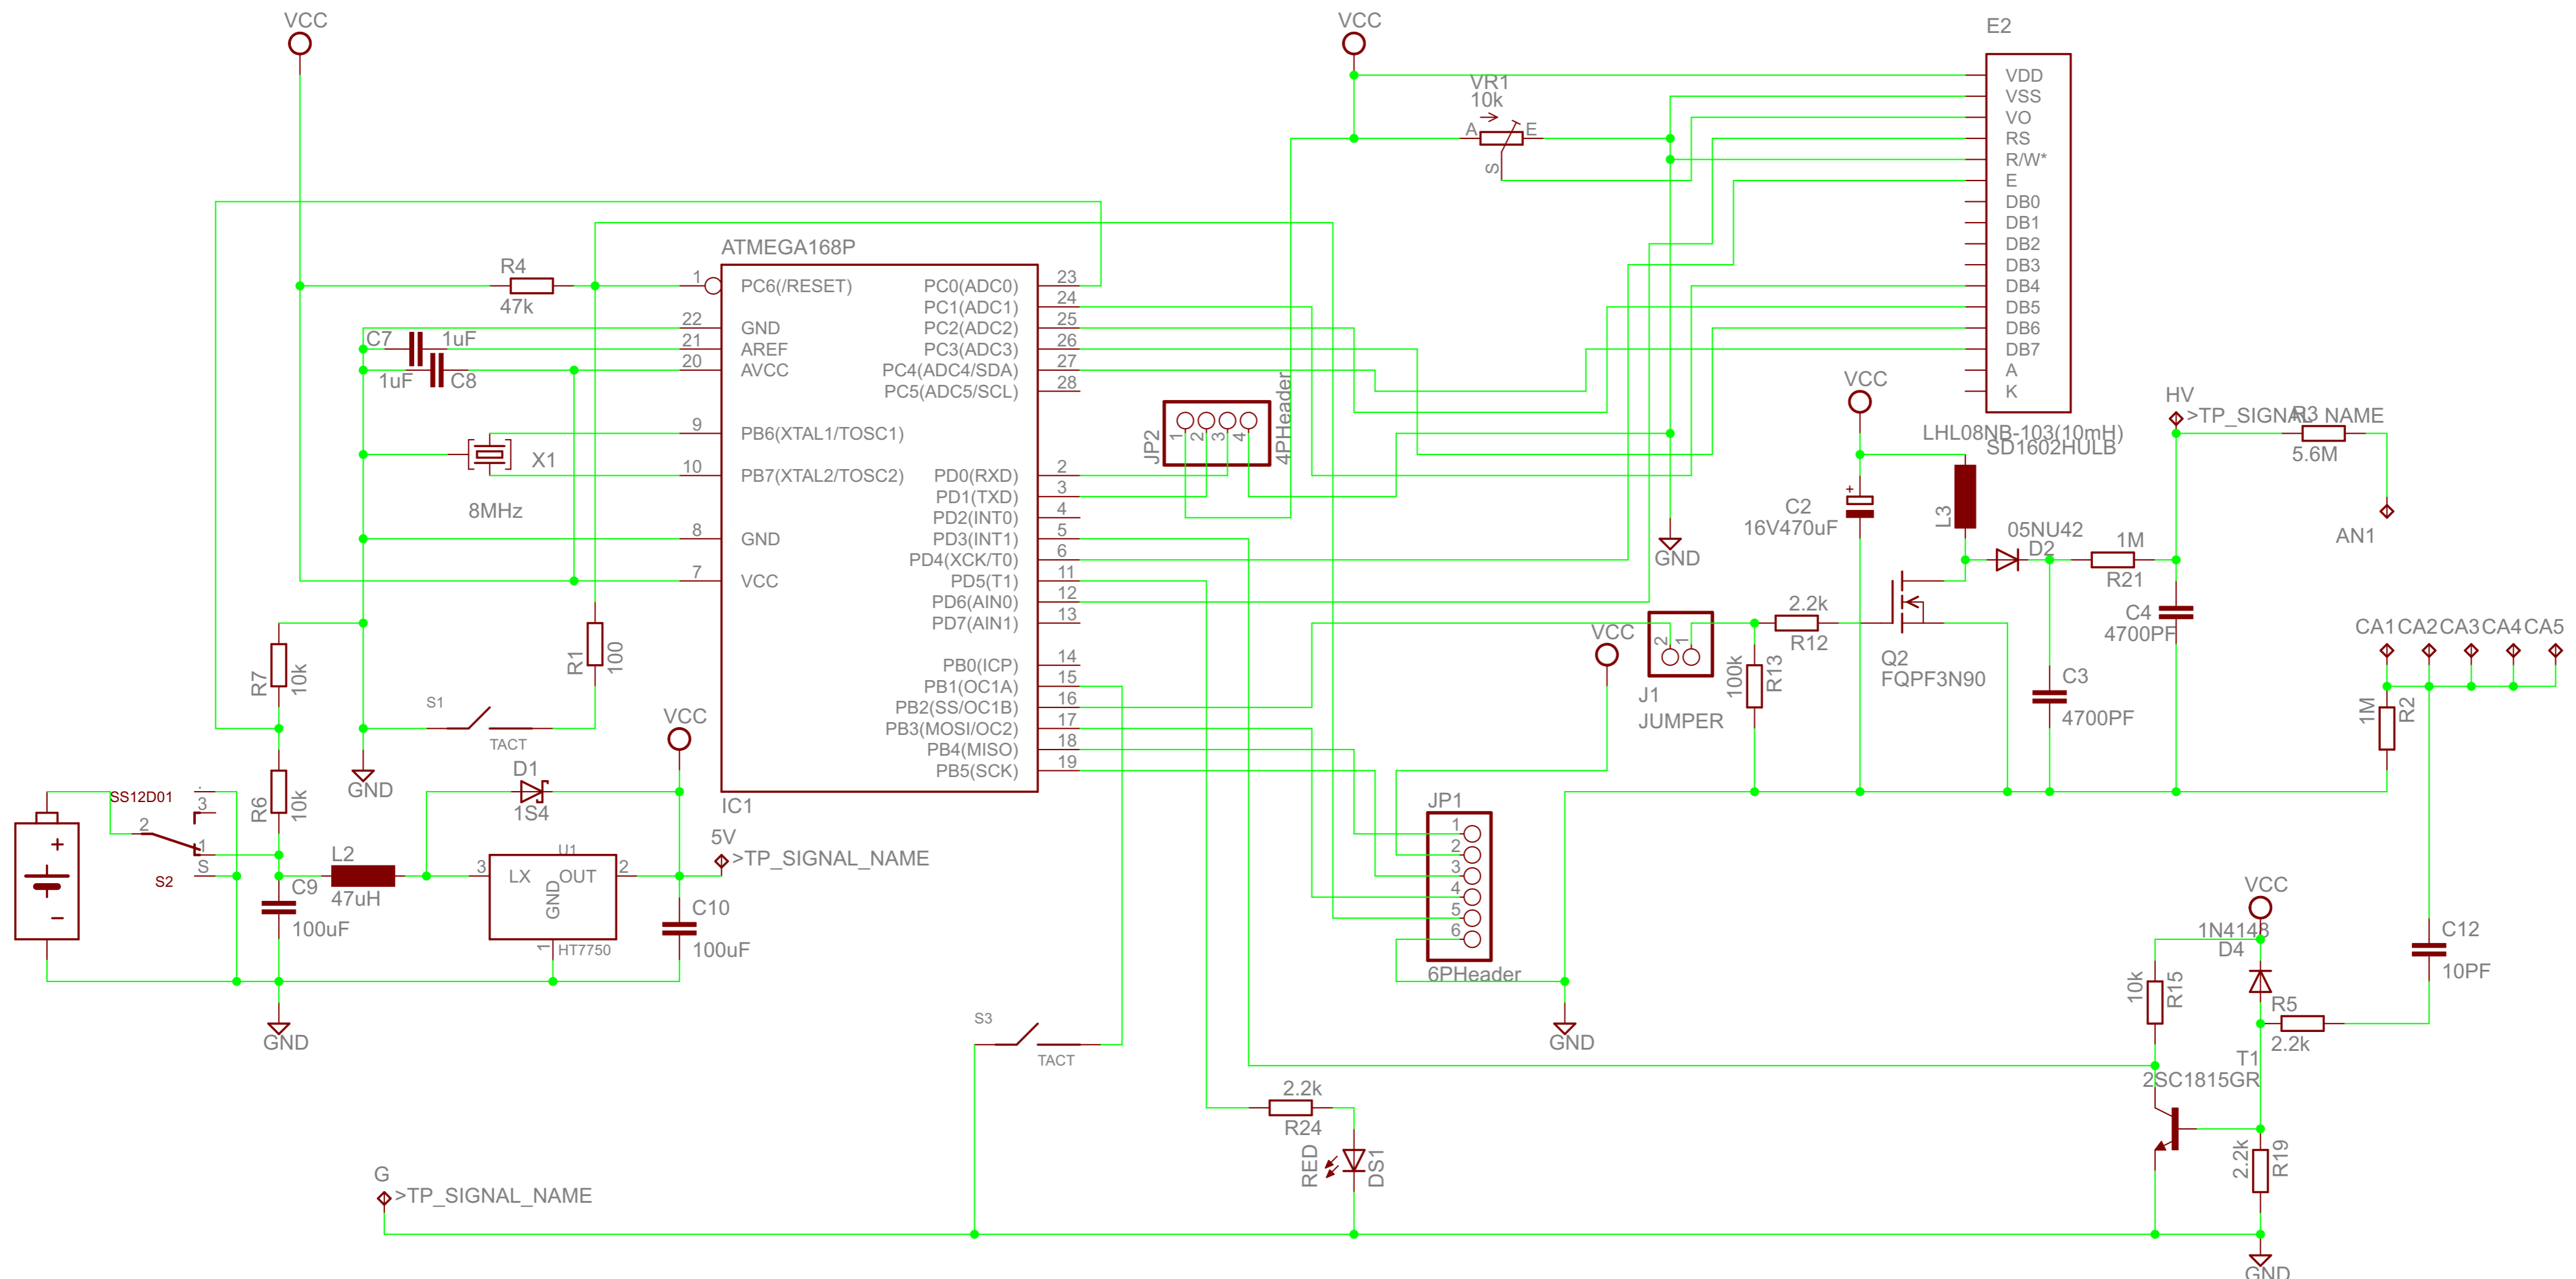 VCC
VCC
E2
VR1
10k
A
E
S
VDD
VSS
VO
RS
R/W*
E
DB0
DB1
DB2
DB3
DB4
DB5
DB6
DB7
A
K
LHL08NB-103(10mH)
SD1602HULB
ATMEGA168P
R4
47k
1
PC6(/RESET)
22
GND
21
AREF
20
AVCC
9
PB6(XTAL1/TOSC1)
10
PB7(XTAL2/TOSC2)
8
GND
7
VCC
PC0(ADC0)
23
PC1(ADC1)
24
PC2(ADC2)
25
PC3(ADC3)
26
PC4(ADC4/SDA)
27
PC5(ADC5/SCL)
28
PD0(RXD)
2
PD1(TXD)
3
PD2(INT0)
4
PD3(INT1)
5
PD4(XCK/T0)
6
PD5(T1)
11
PD6(AIN0)
12
PD7(AIN1)
13
PB0(ICP)
14
PB1(OC1A)
15
PB2(SS/OC1B)
16
PB3(MOSI/OC2)
17
PB4(MISO)
18
PB5(SCK)
19
IC1
C7
1uF
1uF
C8
X1
8MHz
JP2
1
2
3
4
4PHeader
GND
VCC
C2
16V470uF
L3
05NU42
D2
1M
R21
HV
>TP_SIGNAL_NAME
R3
5.6M
AN1
C4
4700PF
C3
4700PF
CA1
CA2
CA3
CA4
CA5
1M
R2
VCC
2
1
J1
JUMPER
2.2k
R12
100k
R13
Q2
FQPF3N90
R7
10k
R1
100
S1
TACT
GND
R6
10k
SS12D01
3
2
1
S
S2
D1
1S4
VCC
5V
>TP_SIGNAL_NAME
L2
47uH
C9
100uF
3
U1
LX
OUT
2
GND
1
HT7750
C10
100uF
GND
JP1
1
2
3
4
5
6
6PHeader
GND
S3
TACT
2.2k
R24
RED
DS1
G
>TP_SIGNAL_NAME
VCC
1N4148
D4
10k
R15
R5
2.2k
C12
10PF
T1
2SC1815GR
2.2k
R19
GND